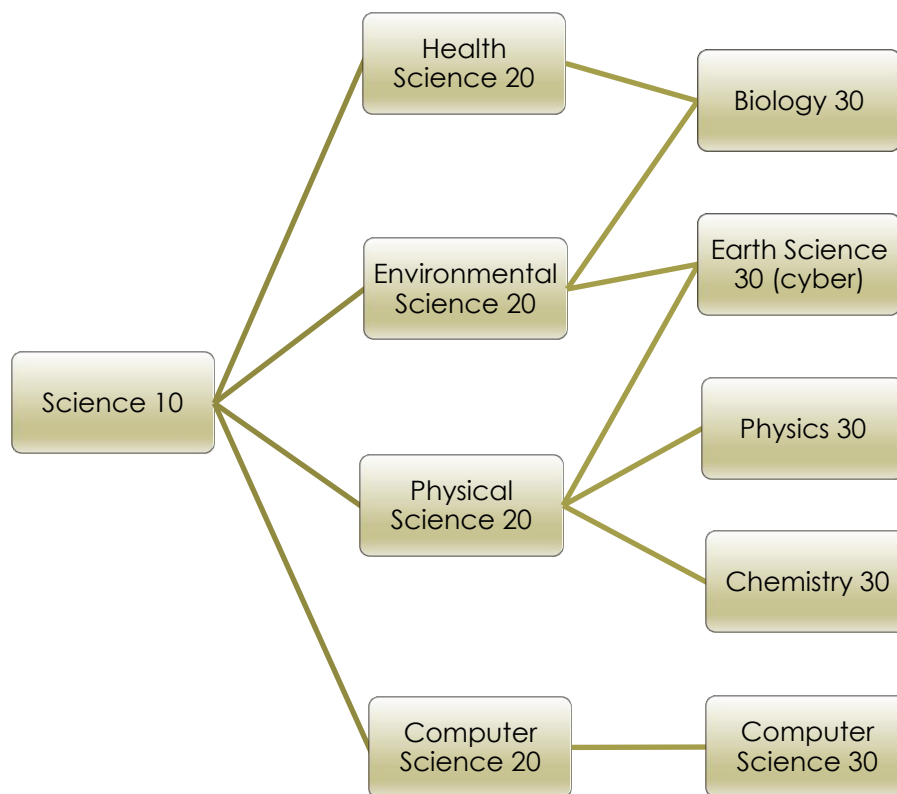 Health
Science 20
Biology 30
Environmental
Science 20
Earth Science
30 (cyber)
Science 10
Physics 30
Physical
Science 20
Chemistry 30
Computer
Science 20
Computer
Science 30